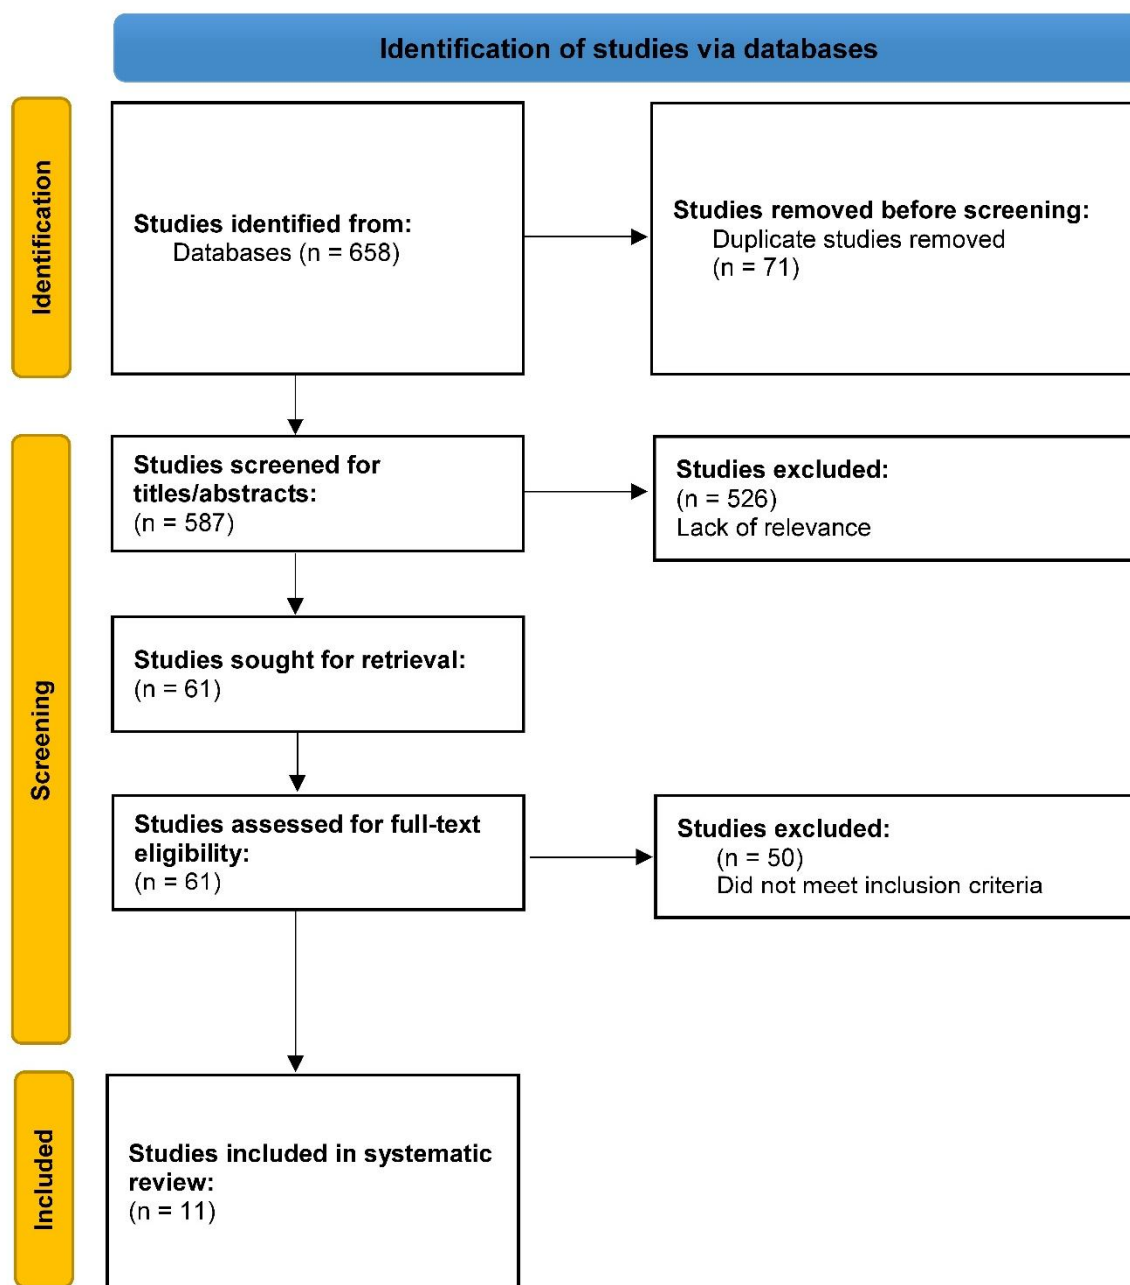 Identification of studies via databases
Identification
Studies identified from:
Databases (n = 658)
Studies removed before screening:
Duplicate studies removed
(n = 71)
Screening
Studies screened for
titles/abstracts:
(n = 587)
Studies excluded:
(n = 526)
Lack of relevance
Studies sought for retrieval:
(n = 61)
Studies assessed for full-text
eligibility:
(n = 61)
Studies excluded:
(n = 50)
Did not meet inclusion criteria
Included
Studies included in systematic
review:
(n = 11)